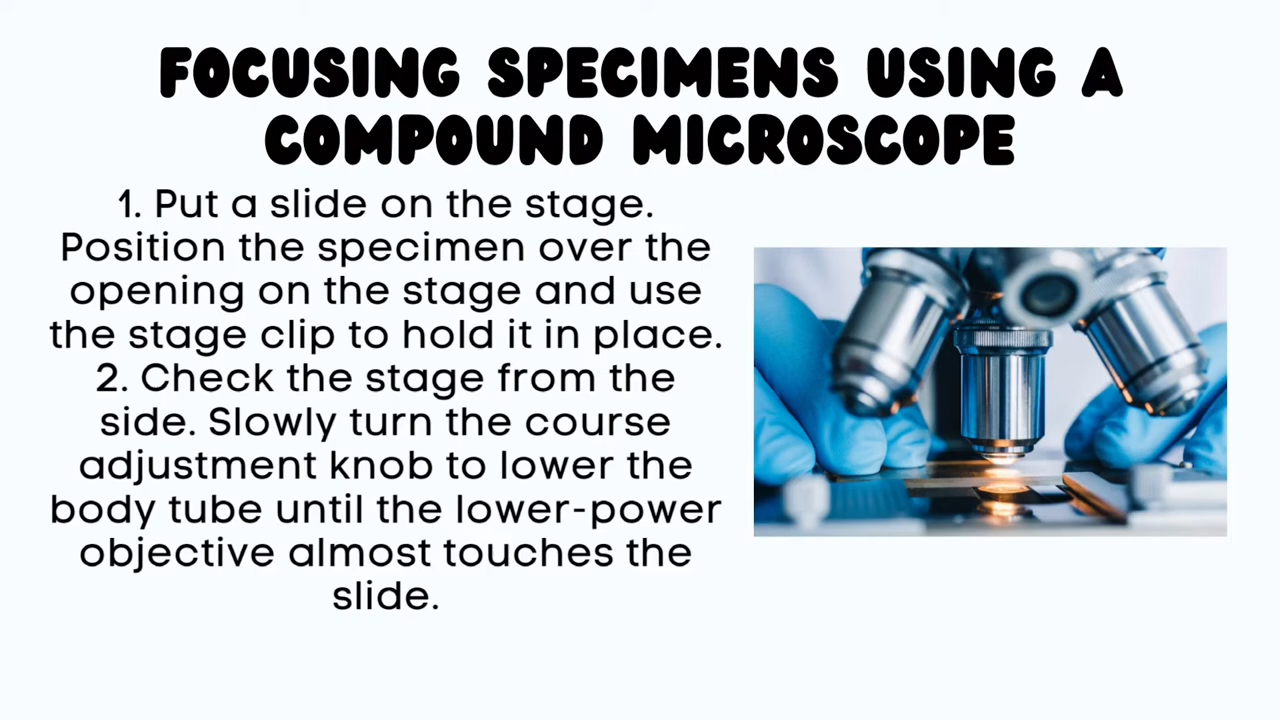 FOCUSING SPECIMENS USING A
COMPOUND MICROSCOPE
1. Put a slide on the stage.
Position the specimen over the
opening on the stage and use
the stage clip to hold it in place.
2. Check the stage from the
side. Slowly turn the course
adjustment knob to lower the
body tube until the lower-power
objective almost touches the
slide.